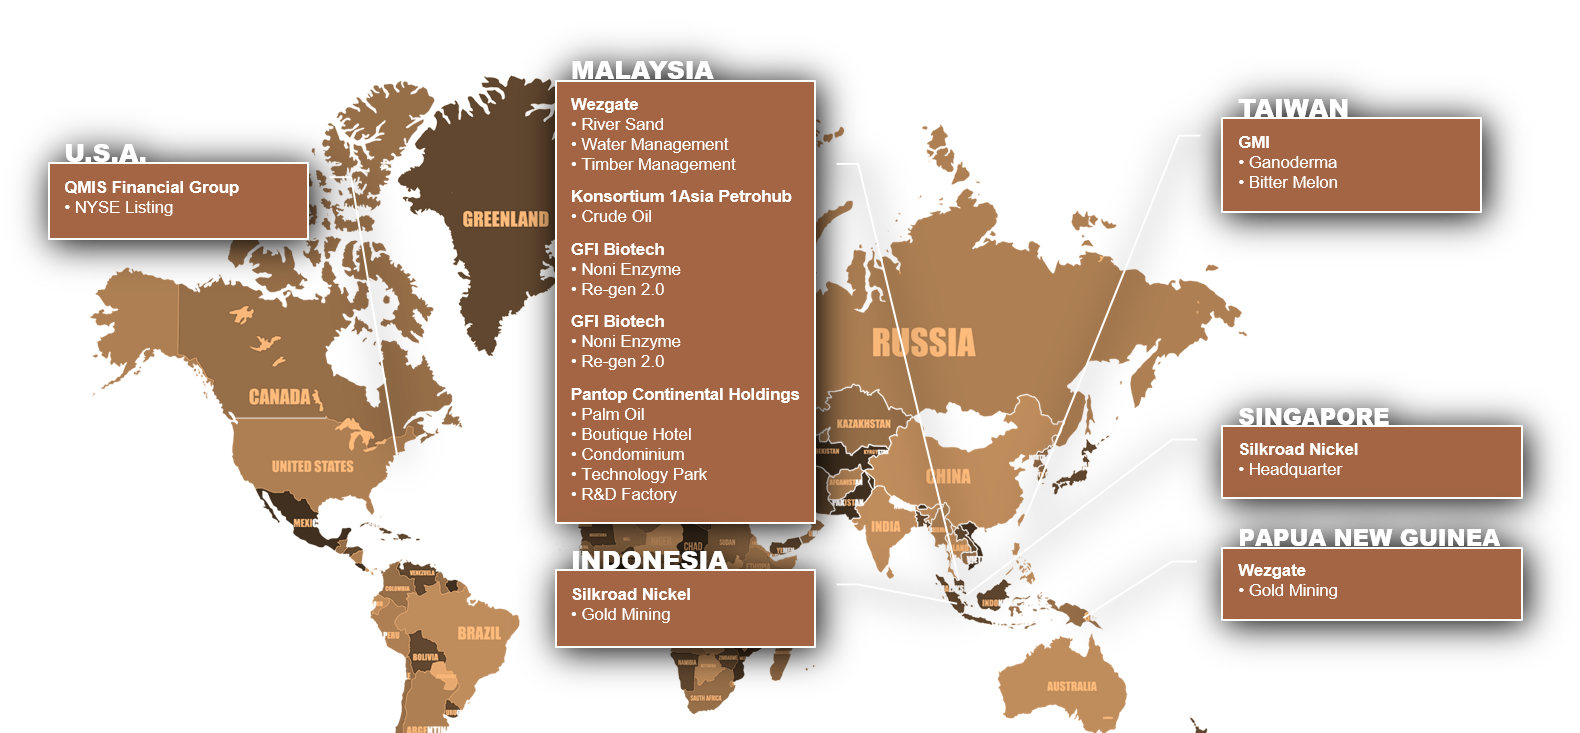 MALAYSIA
Wezgate
• River Sand
• Water Management
• Timber Management
Konsortium 1Asia Petrohub
• Crude Oil
GFI Biotech
• Noni Enzyme
• Re-gen 2.0
GFI Biotech
• Noni Enzyme
• Re-gen 2.0
Pantop Continental Holdings
• Palm Oil
• Boutique Hotel
• Condominium
• Technology Park
• R&D Factory
TAIWAN
GMI
• Ganoderma
• Bitter Melon
U.S.A.
QMIS Financial Group
• NYSE Listing
SINGAPORE
Silkroad Nickel
• Headquarter
PAPUA NEW GUINEA
Wezgate
• Gold Mining
INDONESIA
Silkroad Nickel
• Gold Mining
GREENLAND
RUSSIA
CANADA
KAZAKHSTAN
UNITED STATES
CHINA
AFGHANISTAN
PAKISTAN
INDIA
CHAD
SUDAN
YEMEN
ETHIOPIA
VENEZUELA
COLOMBIA
BRAZIL
BOLIVIA
NAMIBIA
SOUTH AFRICA
AUSTRALIA